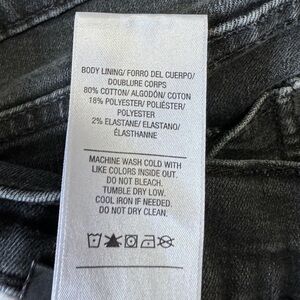 BODY LINING/ FORRO DEL CUERPO/
DOUBLURE CORPS
80% COTTON/ ALGODÓN/ COTON
18% POLYESTER/ POLIÉSTER/
POLYESTER
2% ELASTANE/ ELASTANO/
ÉLASTHANNE
MACHINE WASH COLD WITH
LIKE COLORS INSIDE OUT.
DO NOT BLEACH.
TUMBLE DRY LOW.
COOL IRON IF NEEDED.
DO NOT DRY CLEAN.